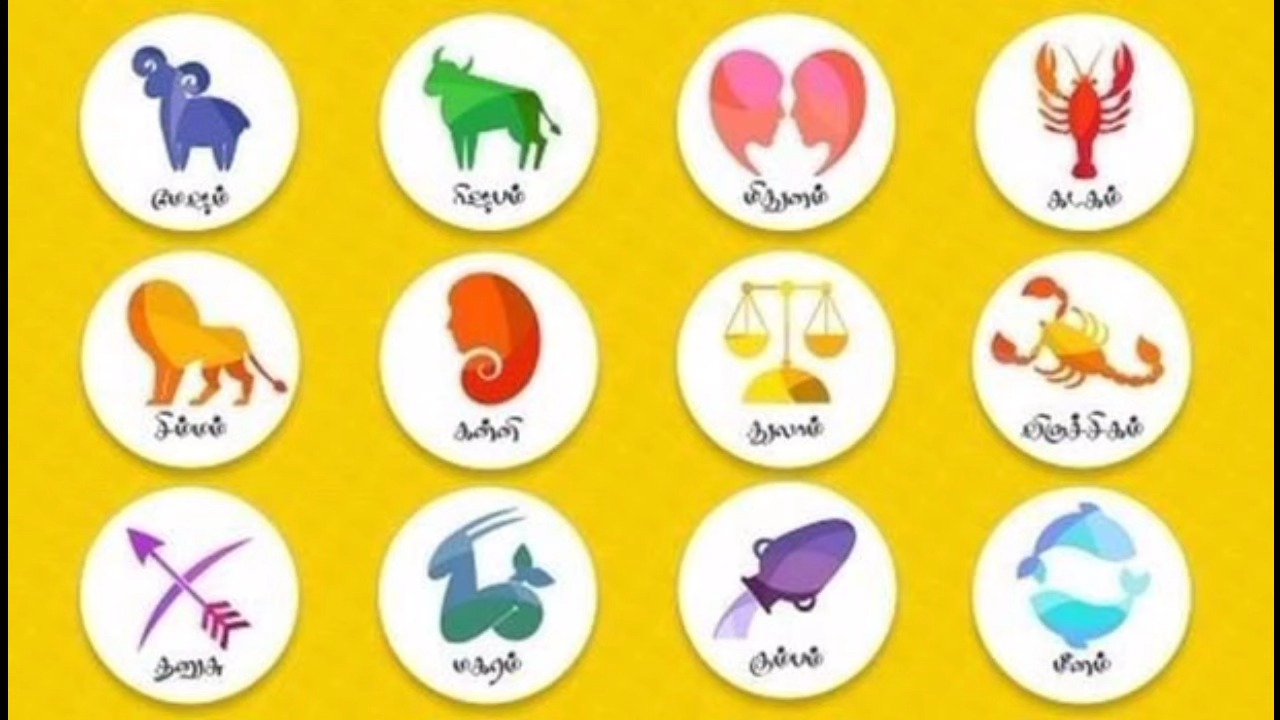 மேஷம்
ரிஷபம்
மிதுனம்
கடகம்
சிம்மம்
கன்னி
துலாம்
விருச்சிகம்
தனுசு
மகரம்
கும்பம்
மீனம்